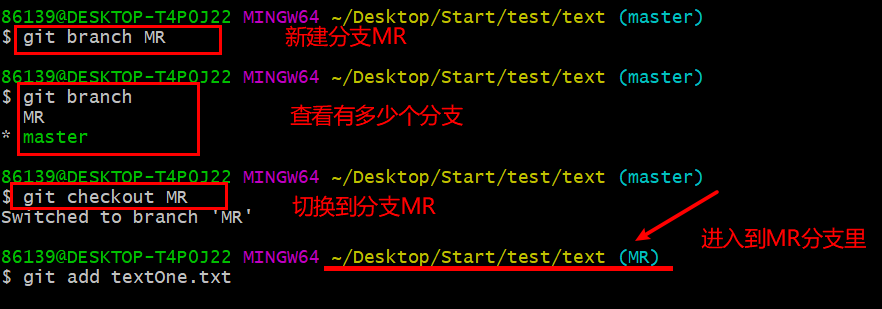 86139@DESKTOP-T4P0J22 MINGW64 ~/Desktop/Start/test/text (master)
$ git branch MR 新建分支MR
86139@DESKTOP-T4P0J22 MINGW64 ~/Desktop/Start/test/text (master)
$ git branch
MR 查看有多少个分支
* master
86139@DESKTOP-T4P0J22 MINGW64 ~/Desktop/Start/test/text (master)
$ git checkout MR 切换到分支MR
Switched to branch 'MR'
进入到MR分支里
86139@DESKTOP-T4P0J22 MINGW64 ~/Desktop/Start/test/text (MR)
$ git add textOne.txt